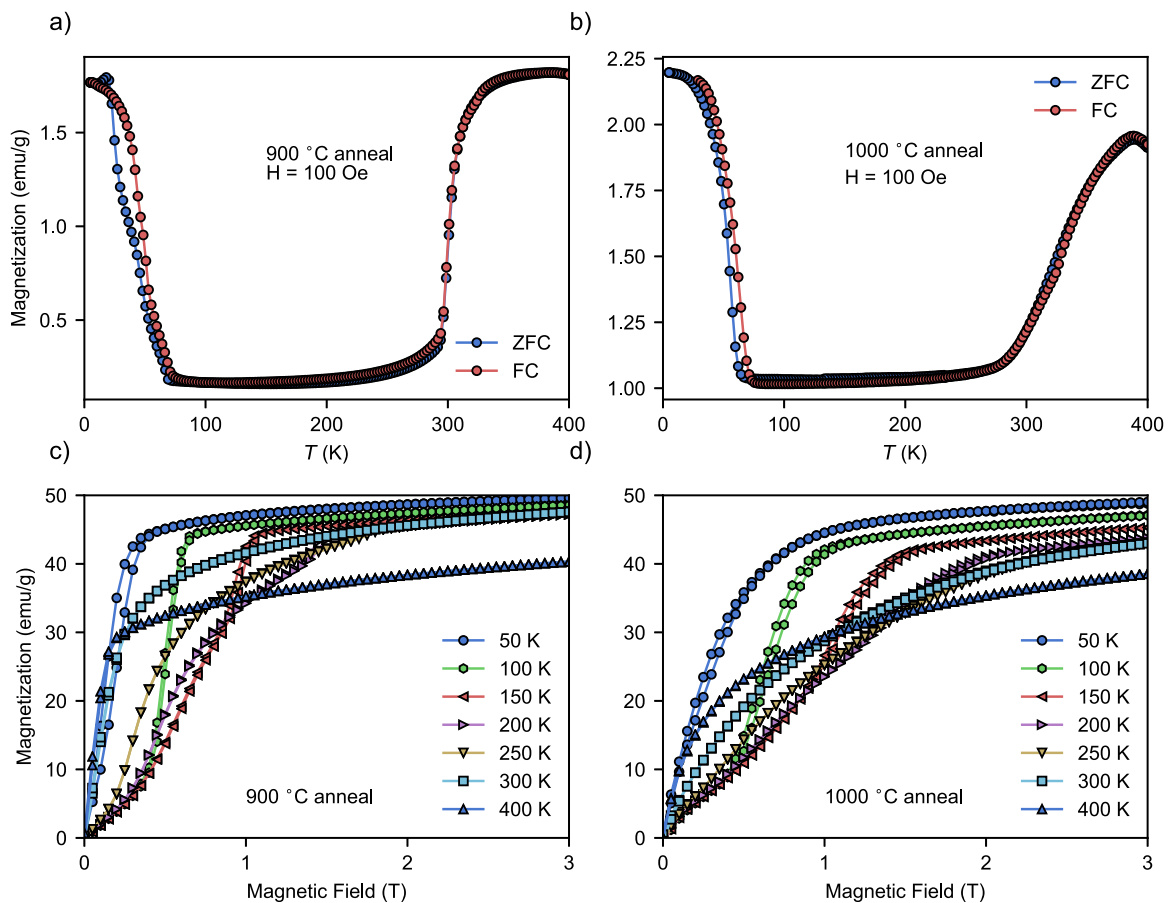 a)
Magnetization (emu/g)
1.5
1.0
0.5
900 °C anneal
H = 100 Oe
ZFC
FC
0
100
200
300
400
T (K)
b)
2.25
2.00
1.75
1.50
1.25
1.00
ZFC
FC
1000 °C anneal
H = 100 Oe
0
100
200
300
400
T (K)
c)
Magnetization (emu/g)
50
40
30
20
10
0
50 K
100 K
150 K
200 K
250 K
300 K
400 K
900 °C anneal
0
1
2
3
Magnetic Field (T)
d)
50
40
30
20
10
0
50 K
100 K
150 K
200 K
250 K
300 K
400 K
1000 °C anneal
0
1
2
3
Magnetic Field (T)